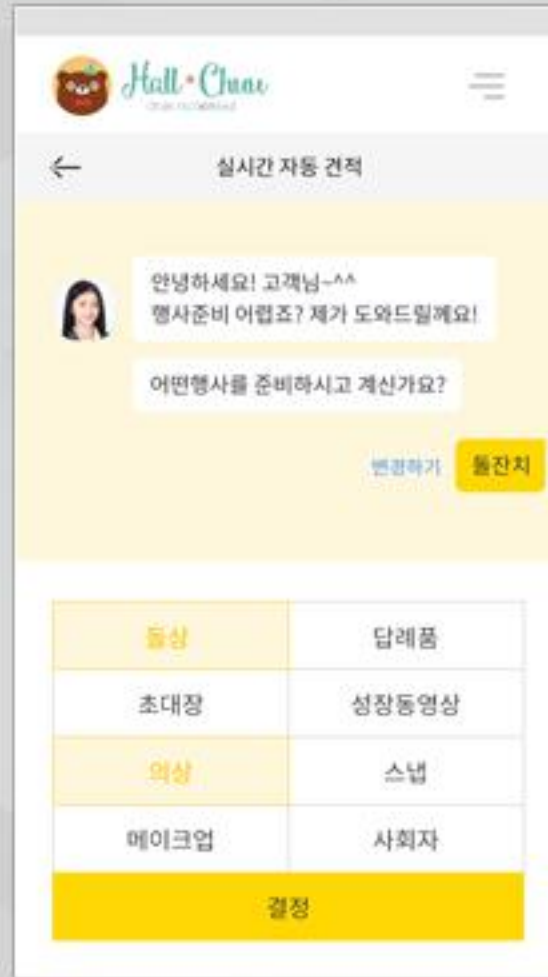 Hall • Chunc
실시간 자동 견적
안녕하세요! 고객님~^^
행사준비 어렵죠? 제가 도와드릴께요!
어떤행사를 준비하시고 계신가요?
변경하기 돌잔치
돌상 답례품
초대장 성장동영상
의상 스냅
메이크업 사회자
결정